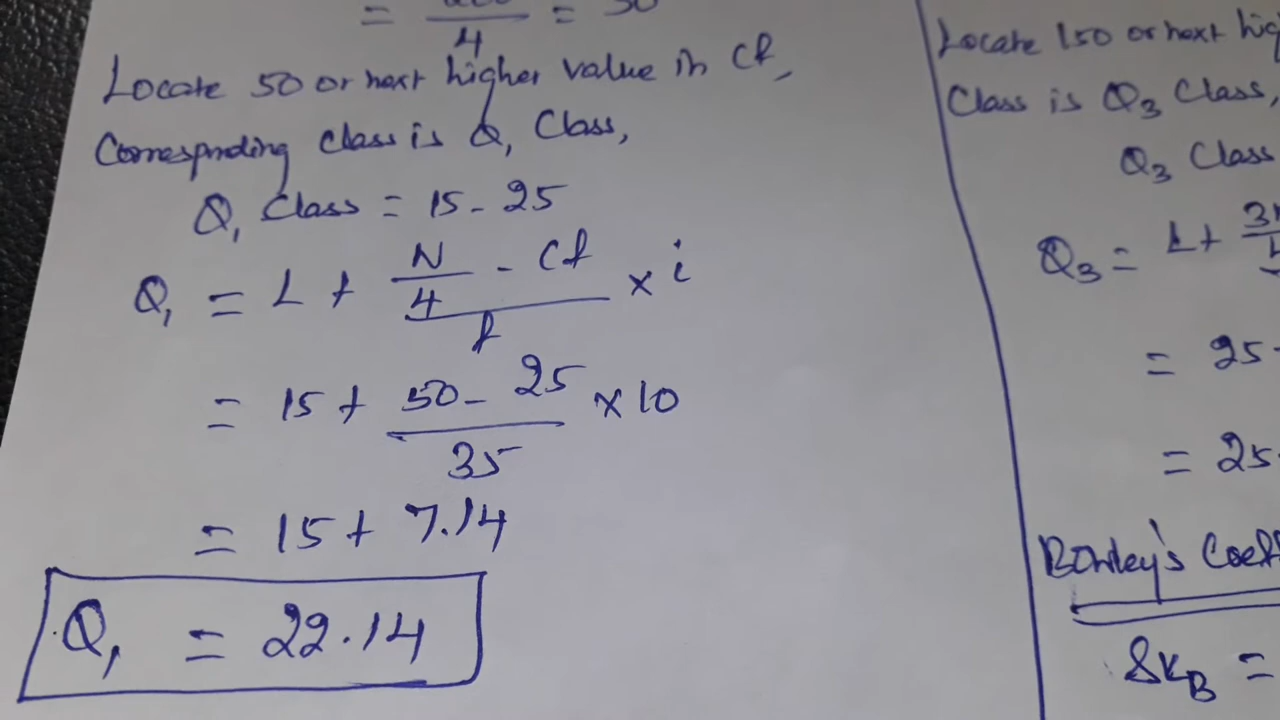 = /4 =
Locate 50 or next higher value in Cf,
Correspnding Class is Q₁ Class,
Q₁ Class = 15 - 25
Q₁ = L + (N/4 - Cf)/f × i
= 15 + (50 - 25)/35 × 10
= 15 + 7.14
Q₁ = 22.14
Locate 150 or next
Class is Q₃ Class,
Q₃ Class
Q₃ = L +
= 25
= 25
Bowley's
SkB =